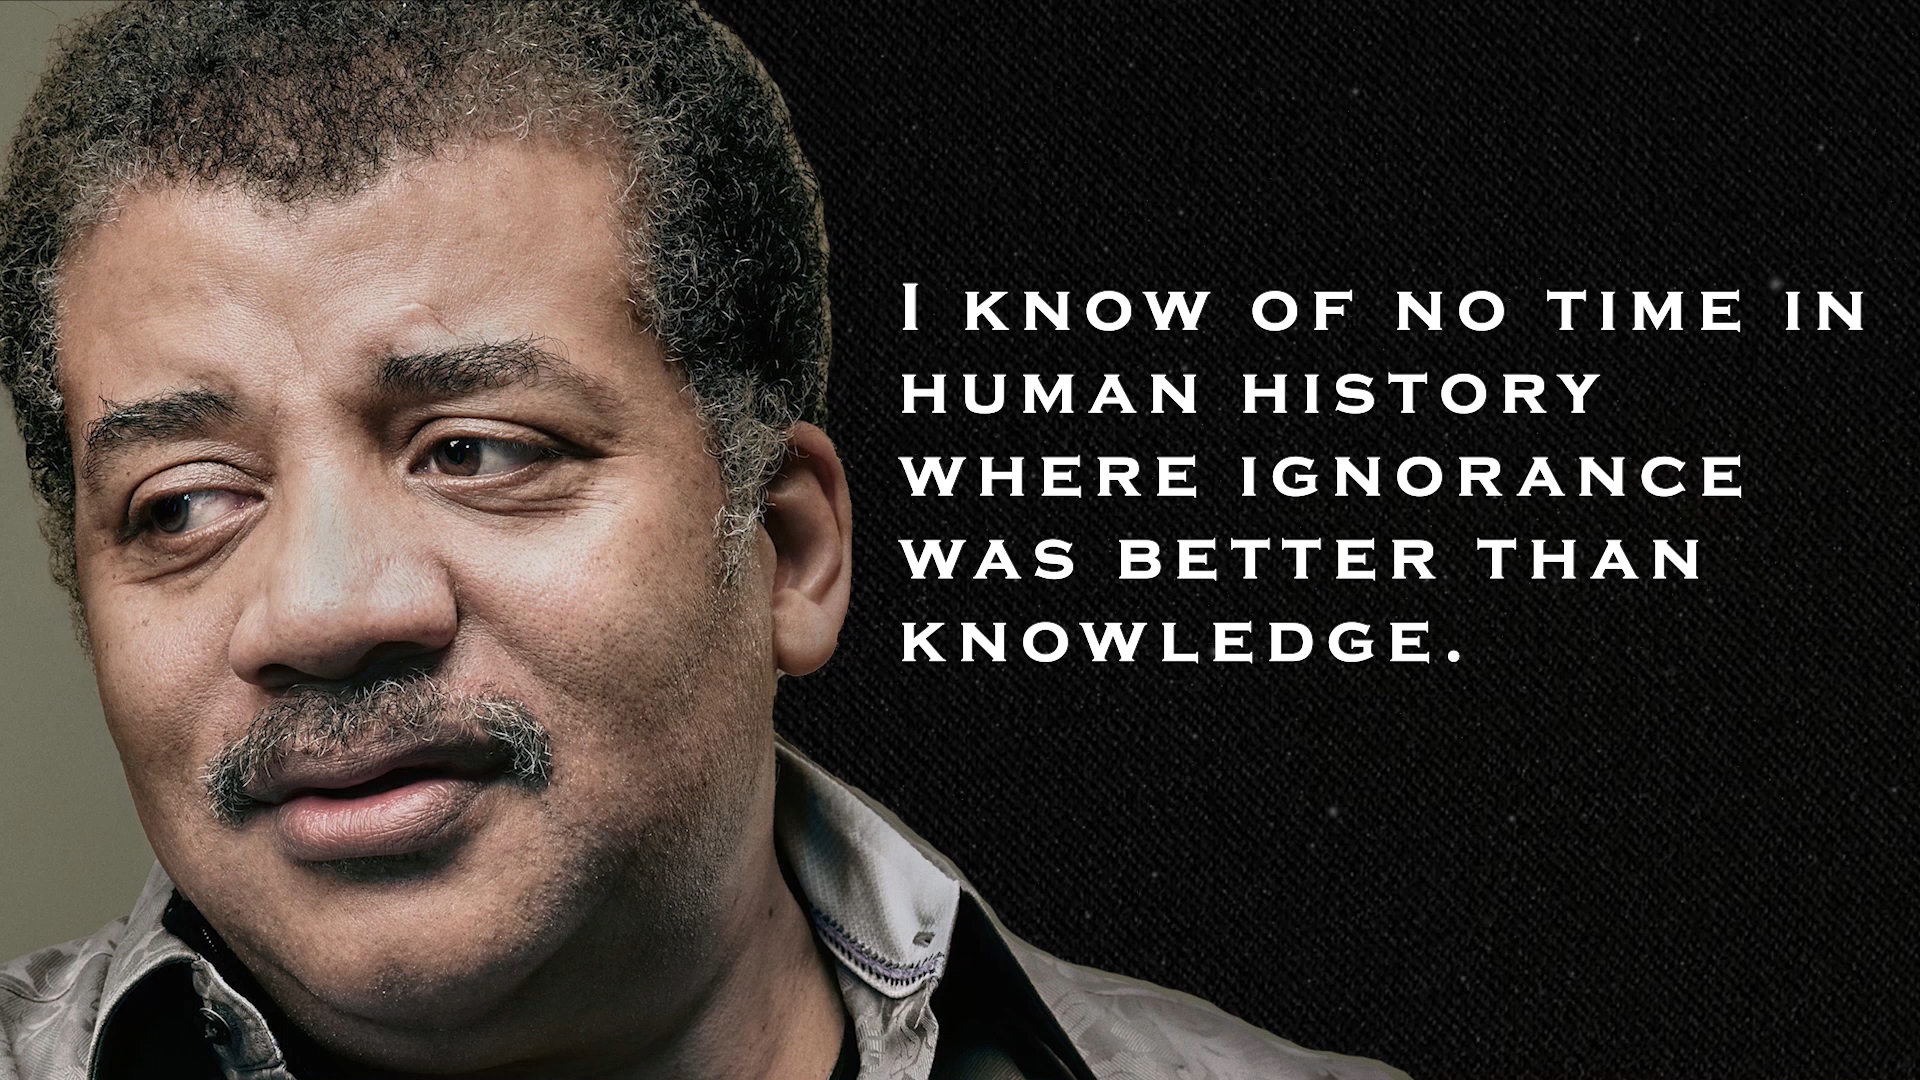 I KNOW OF NO TIME IN
HUMAN HISTORY
WHERE IGNORANCE
WAS BETTER THAN
KNOWLEDGE.